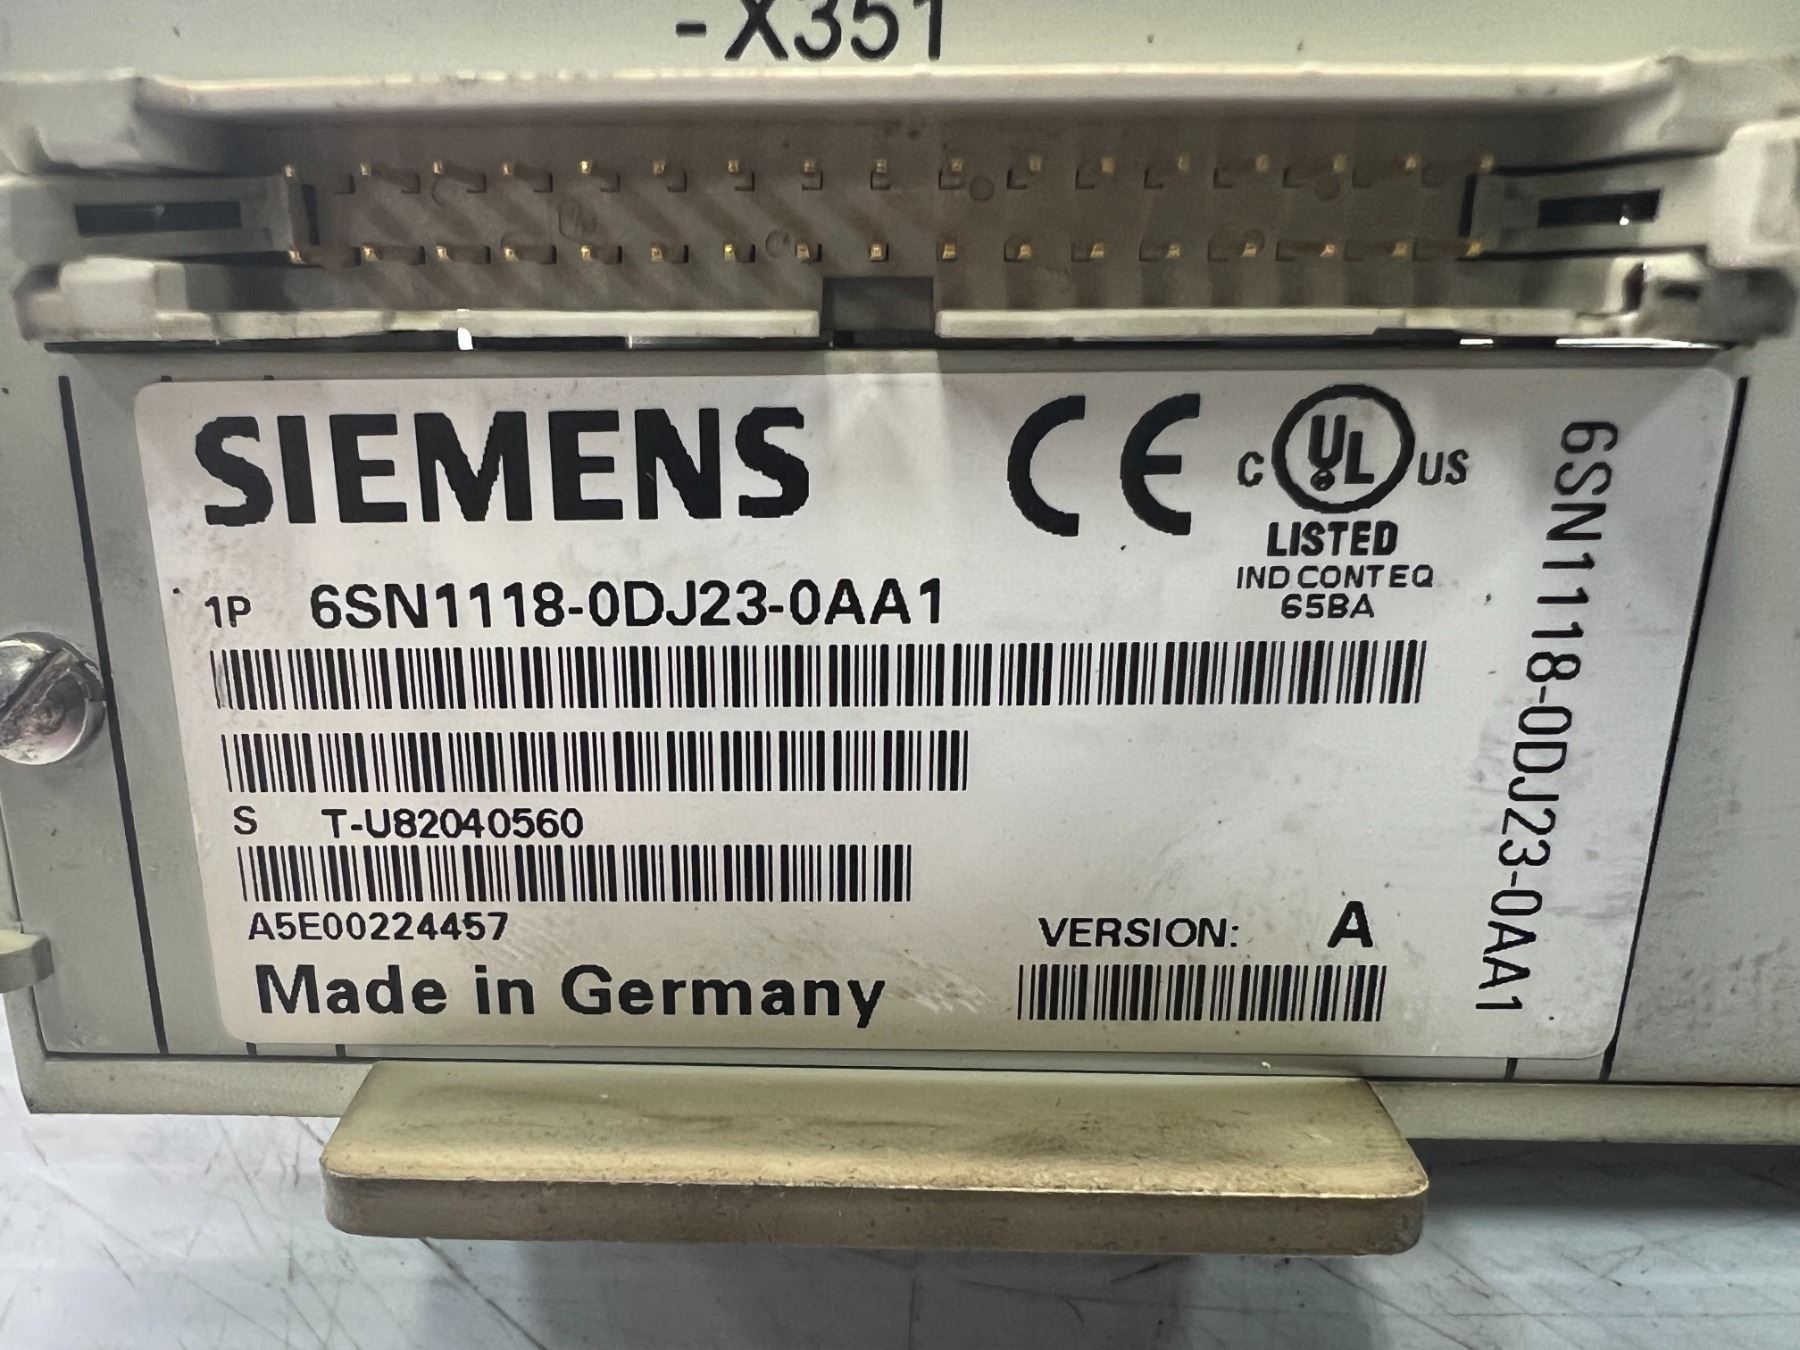 -X351
SIEMENS
CE
C UL US
LISTED
IND CONT EQ
65BA
1P 6SN1118-0DJ23-0AA1
S T-U82040560
A5E00224457
VERSION: A
Made in Germany
6SN1118-0DJ23-0AA1